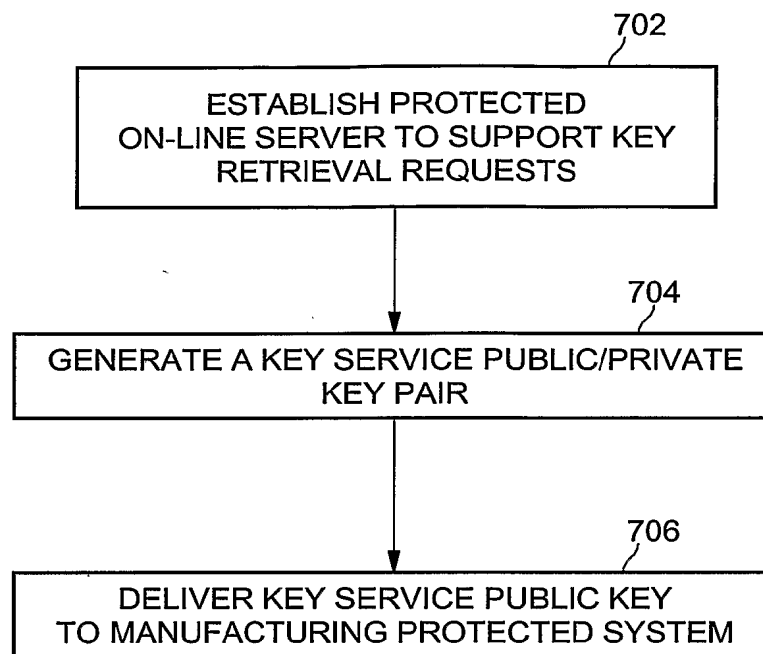 702
ESTABLISH PROTECTED
ON-LINE SERVER TO SUPPORT KEY
RETRIEVAL REQUESTS
704
GENERATE A KEY SERVICE PUBLIC/PRIVATE
KEY PAIR
706
DELIVER KEY SERVICE PUBLIC KEY
TO MANUFACTURING PROTECTED SYSTEM